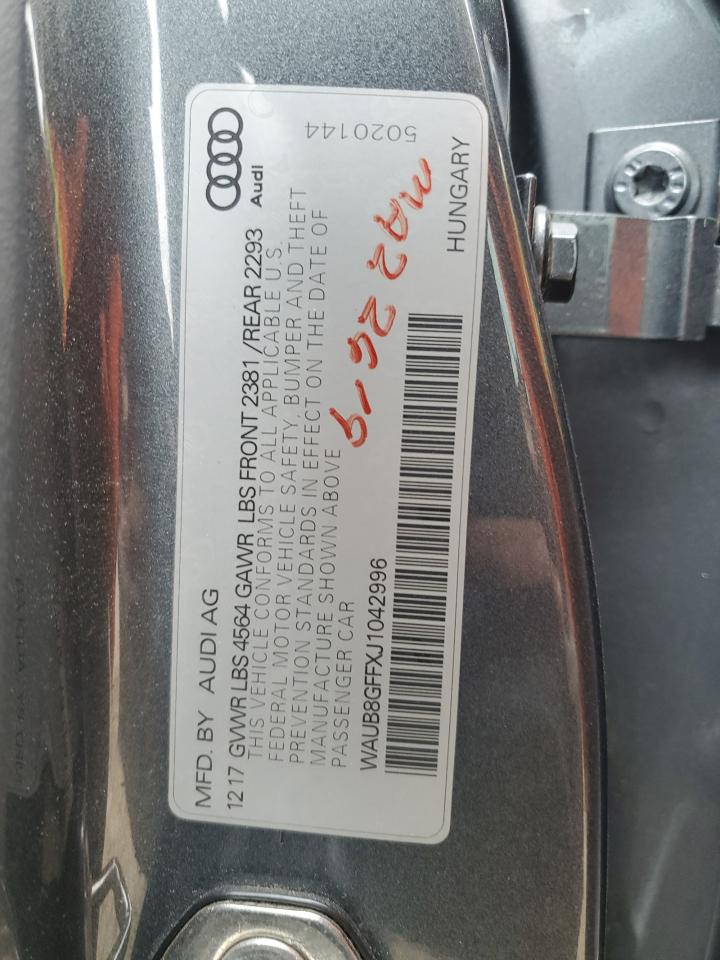 MFD. BY AUDI AG
12 17 GVWR LBS 4564 GAWR LBS FRONT 2381 / REAR 2293
THIS VEHICLE CONFORMS TO ALL APPLICABLE U.S.
FEDERAL MOTOR VEHICLE SAFETY, BUMPER AND THEFT
PREVENTION STANDARDS IN EFFECT ON THE DATE OF
MANUFACTURE SHOWN ABOVE
PASSENGER CAR
WAUB8GFFXJ1042996
Audi
5020144
HUNGARY